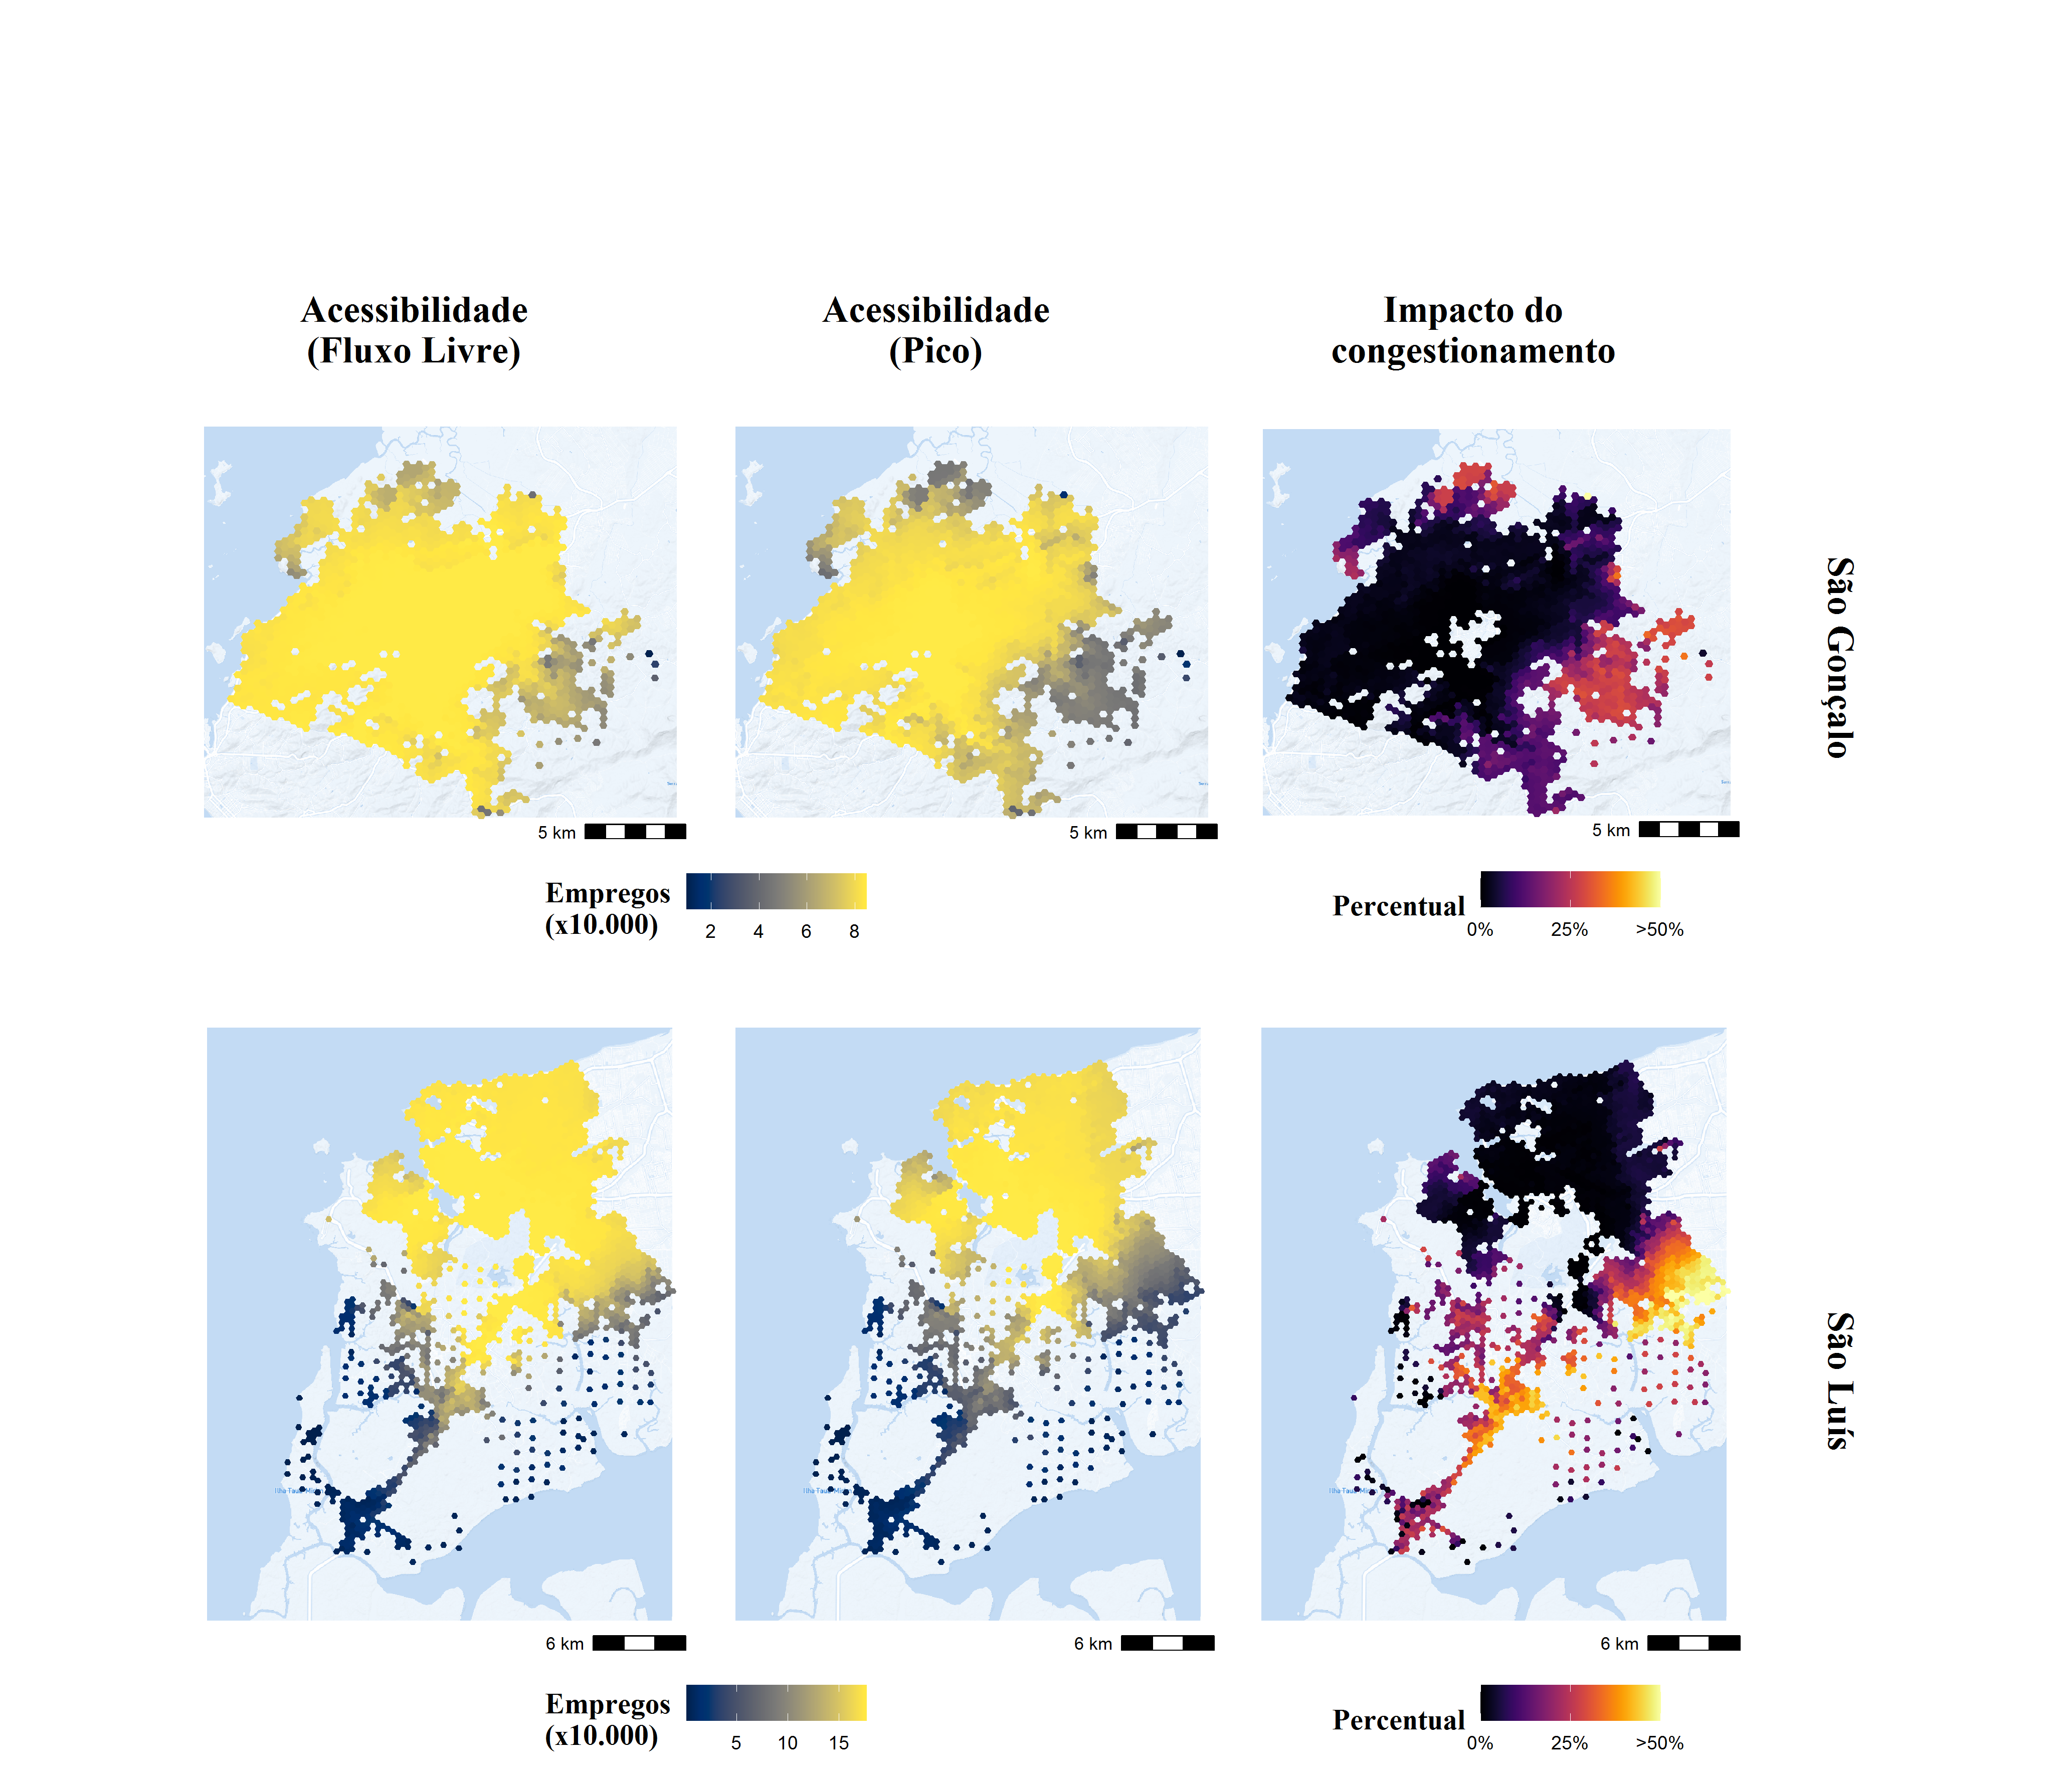 Acessibilidade
(Fluxo Livre)
Acessibilidade
(Pico)
Impacto do
congestionamento
São Gonçalo
5 km
5 km
5 km
Empregos
(x10.000)
2 4 6 8
Percentual
0% 25% >50%
São Luís
6 km
6 km
6 km
Empregos
(x10.000)
5 10 15
Percentual
0% 25% >50%